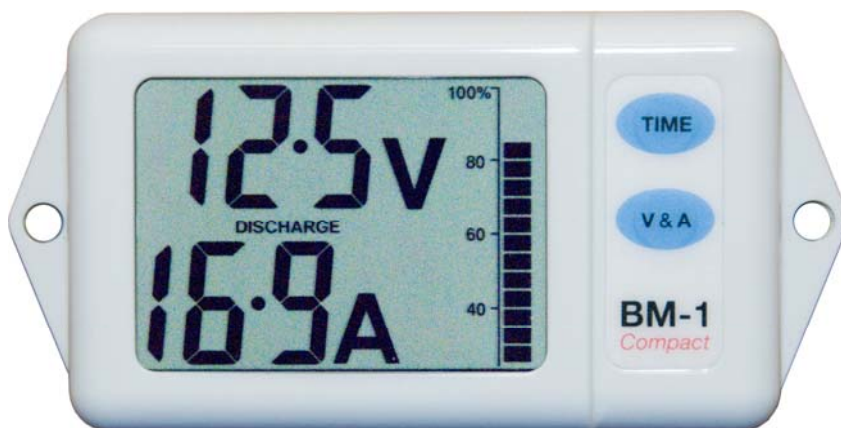 12.5V
DISCHARGE
16.9A
100%
80
60
40
TIME
V & A
BM-1
Compact